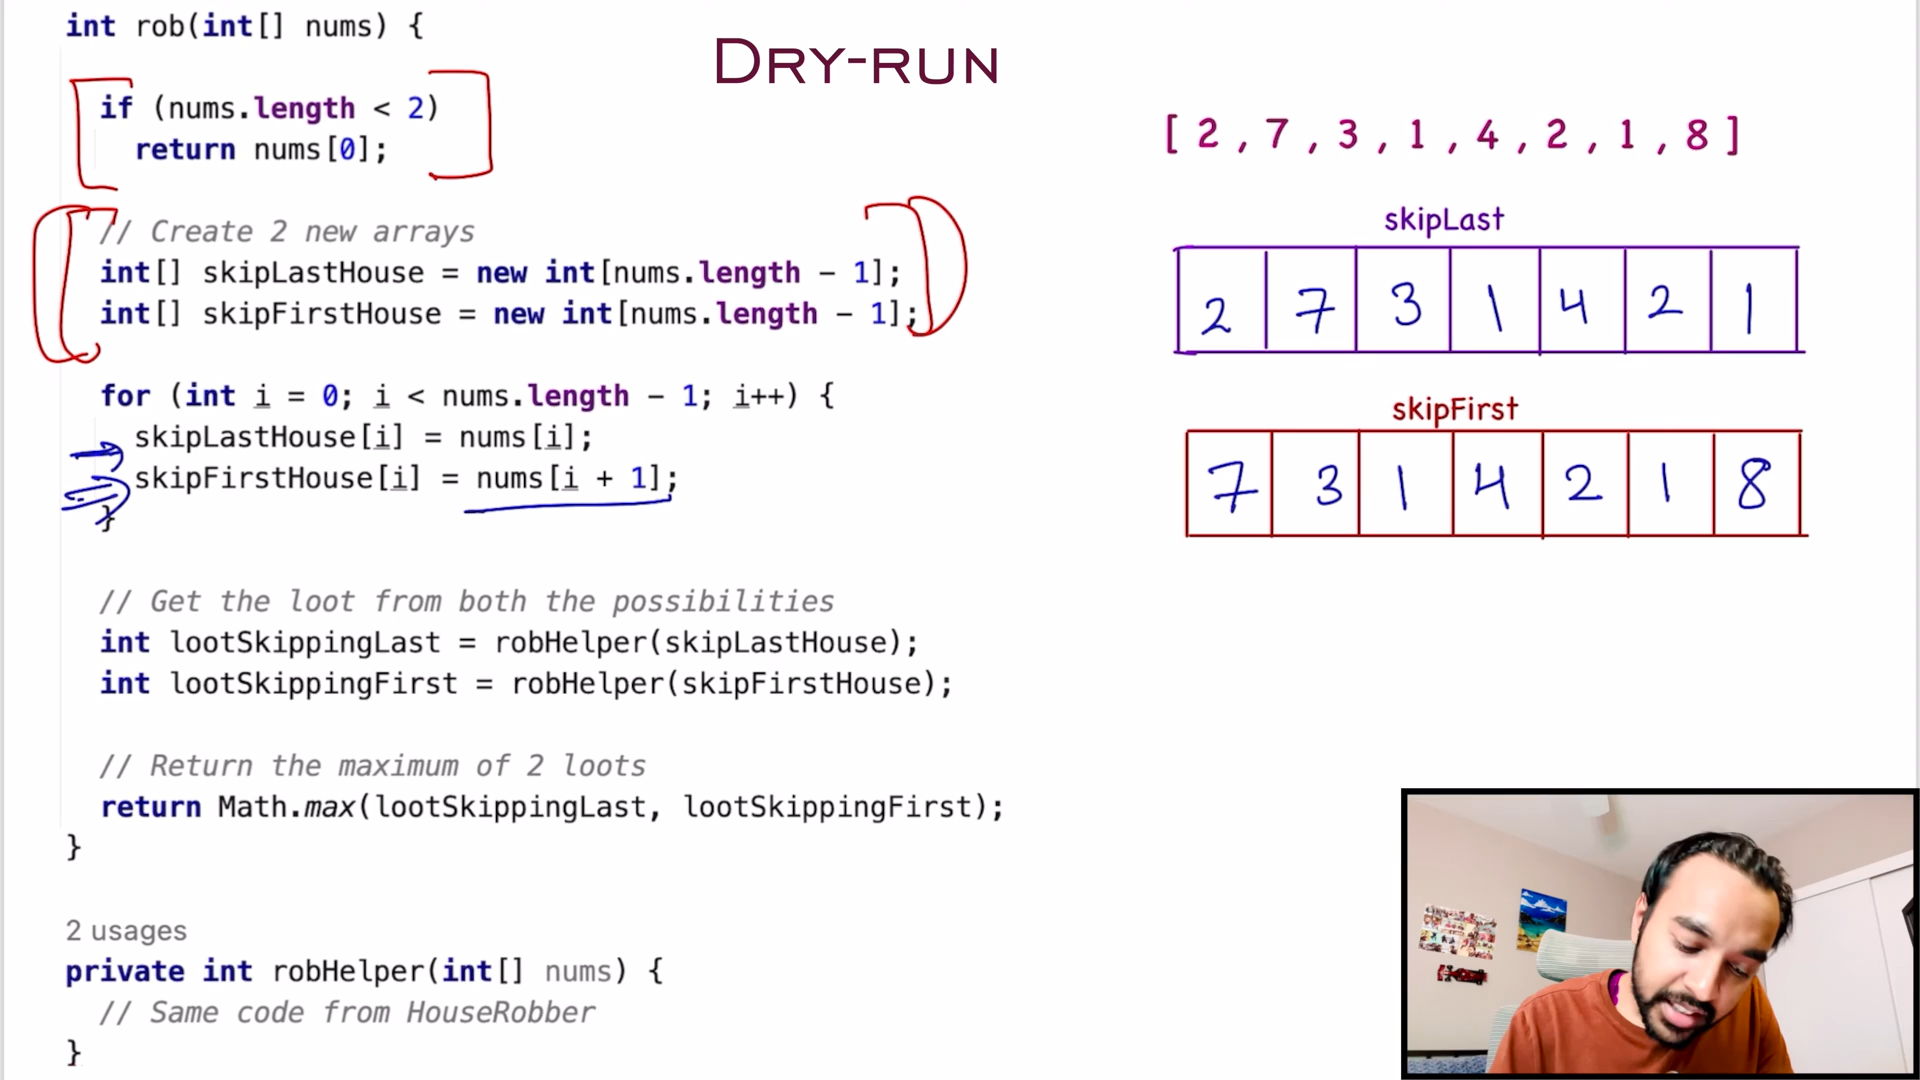 int rob(int[] nums) {
DRY-RUN
if (nums.length < 2)
return nums[0];
[ 2 , 7 , 3 , 1 , 4 , 2 , 1 , 8 ]
// Create 2 new arrays
int[] skipLastHouse = new int[nums.length - 1];
int[] skipFirstHouse = new int[nums.length - 1];
skipLast
2 7 3 1 4 2 1
for (int i = 0; i < nums.length - 1; i++) {
skipLastHouse[i] = nums[i];
skipFirstHouse[i] = nums[i + 1];
}
skipFirst
7 3 1 4 2 1 8
// Get the loot from both the possibilities
int lootSkippingLast = robHelper(skipLastHouse);
int lootSkippingFirst = robHelper(skipFirstHouse);
// Return the maximum of 2 loots
return Math.max(lootSkippingLast, lootSkippingFirst);
}
2 usages
private int robHelper(int[] nums) {
// Same code from HouseRobber
}